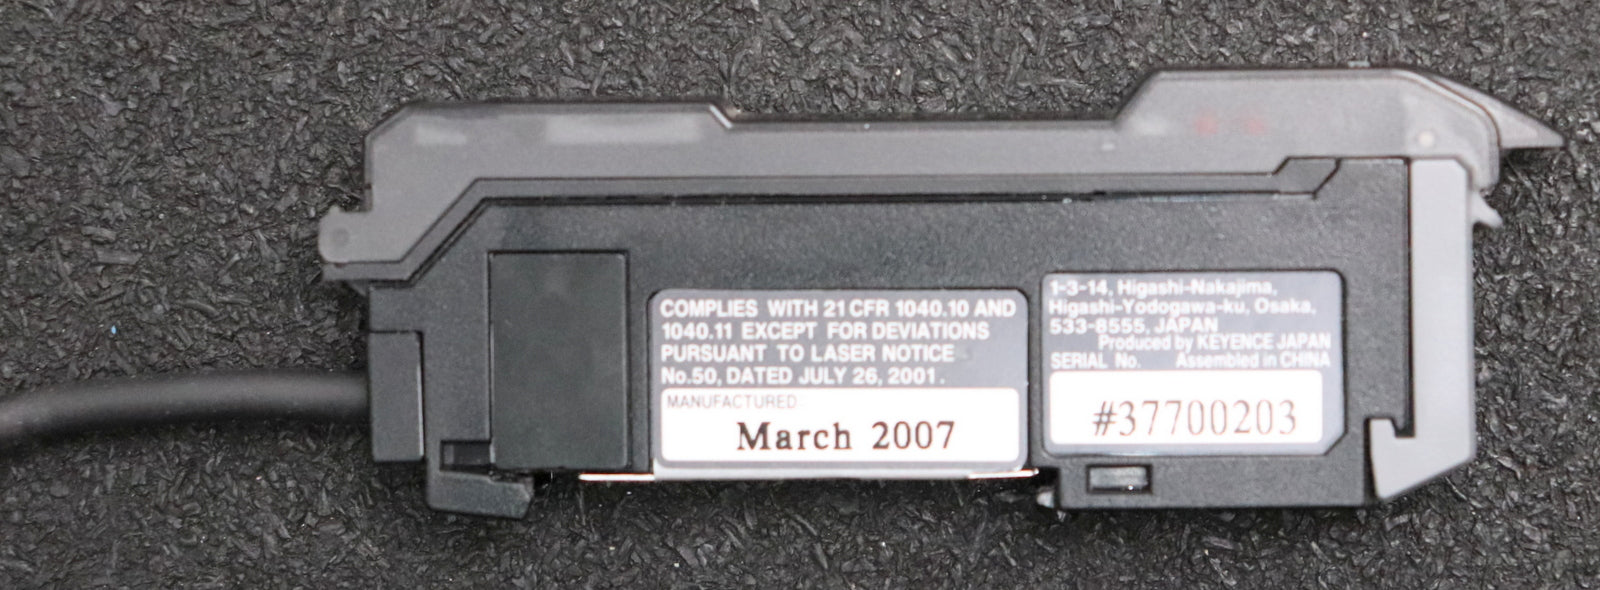 COMPLIES WITH 21 CFR 1040.10 AND
1040.11 EXCEPT FOR DEVIATIONS
PURSUANT TO LASER NOTICE
No.50, DATED JULY 26, 2001.
MANUFACTURED:
March 2007
1-3-14, Higashi-Nakajima,
Higashi-Yodogawa-ku, Osaka,
533-8555, JAPAN
Produced by KEYENCE JAPAN
SERIAL No. Assembled in CHINA
#37700203